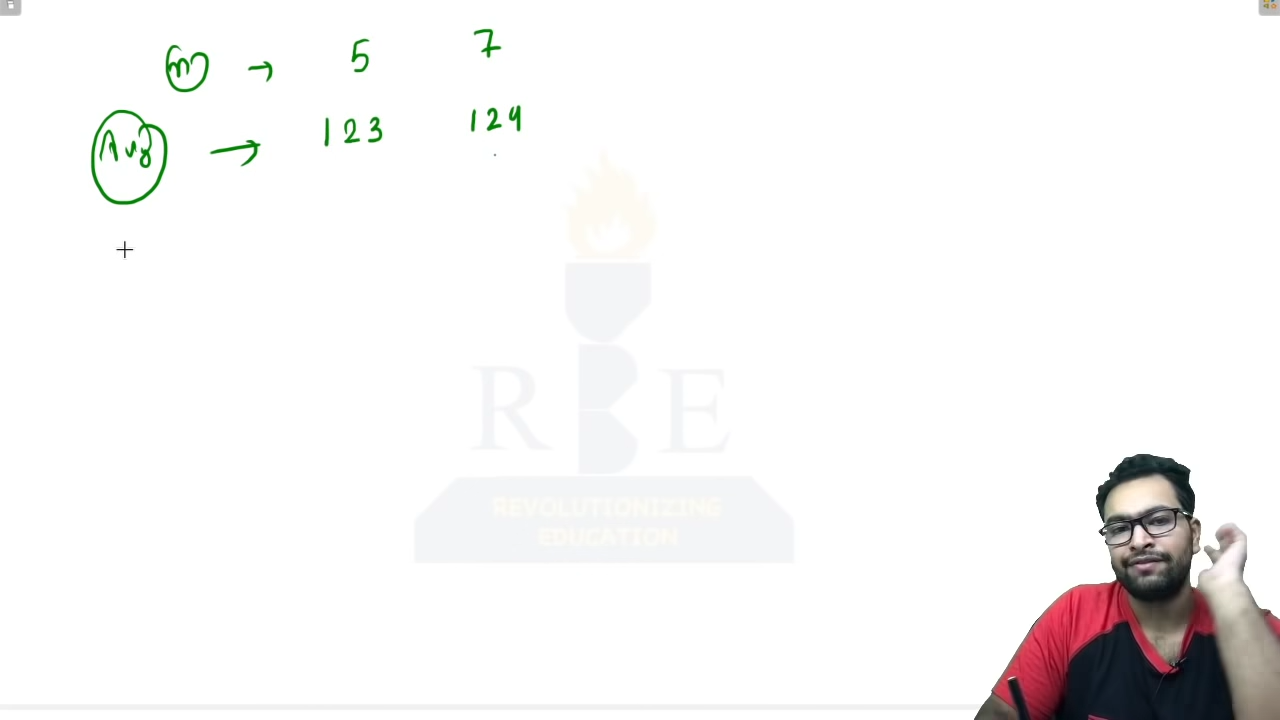 n → 5 7
Avg → 123 124
R B E
REVOLUTIONIZING
EDUCATION